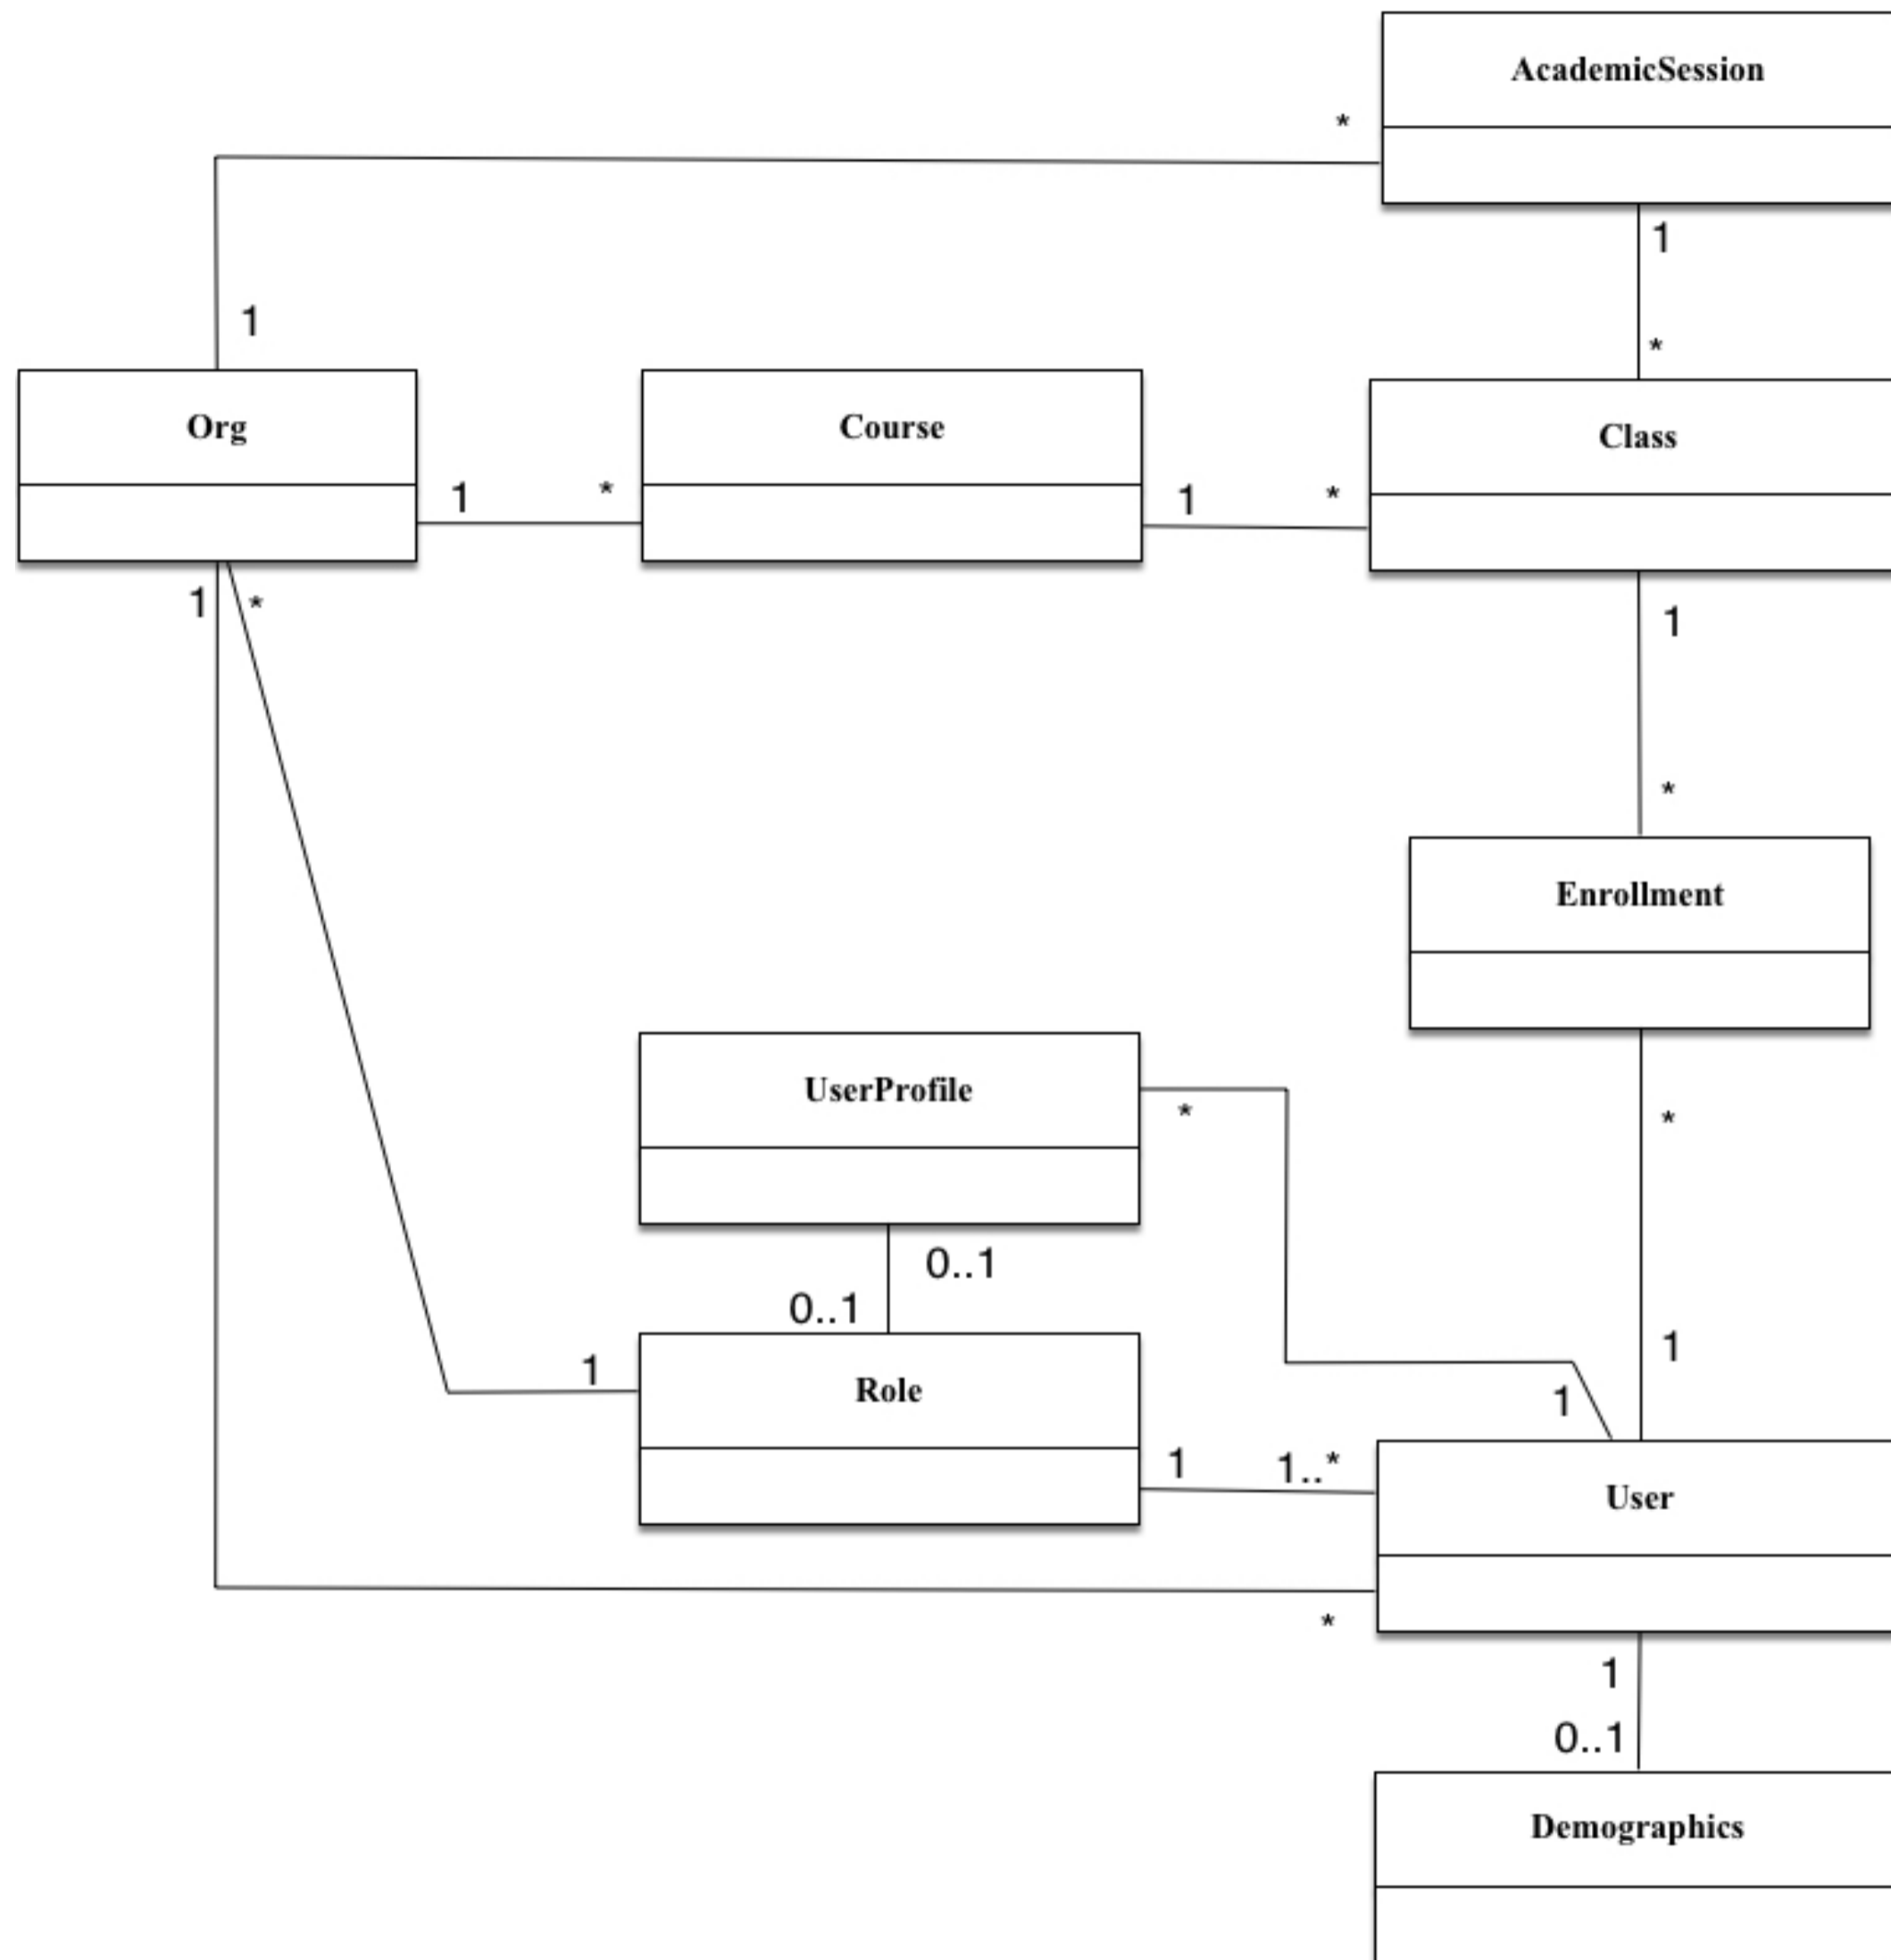 AcademicSession
*
1
1
*
Org
Course
Class
1
*
1
*
1
*
1
*
Enrollment
UserProfile
*
*
0..1
0..1
1
1
1
Role
1
1..*
User
*
1
0..1
Demographics